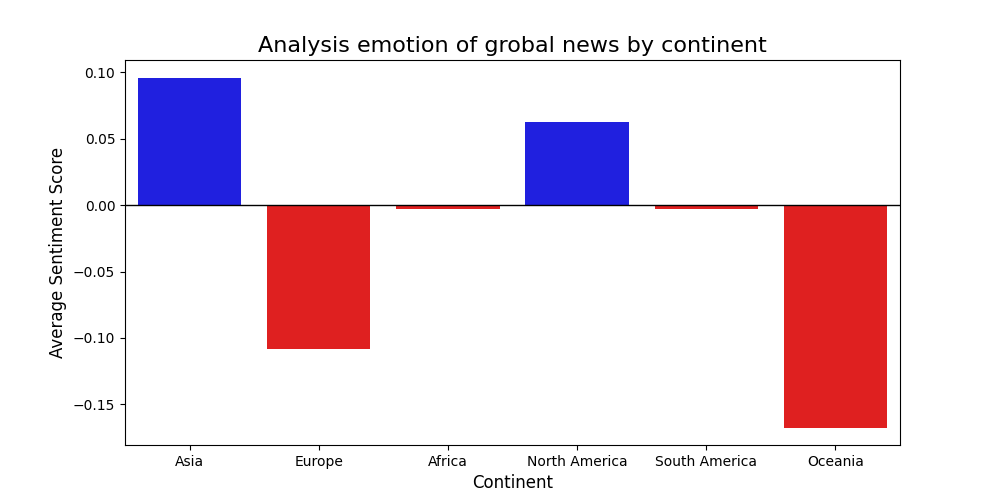 Analysis emotion of grobal news by continent
0.10
0.05
0.00
−0.05
−0.10
−0.15
Average Sentiment Score
Asia
Europe
Africa
North America
South America
Oceania
Continent